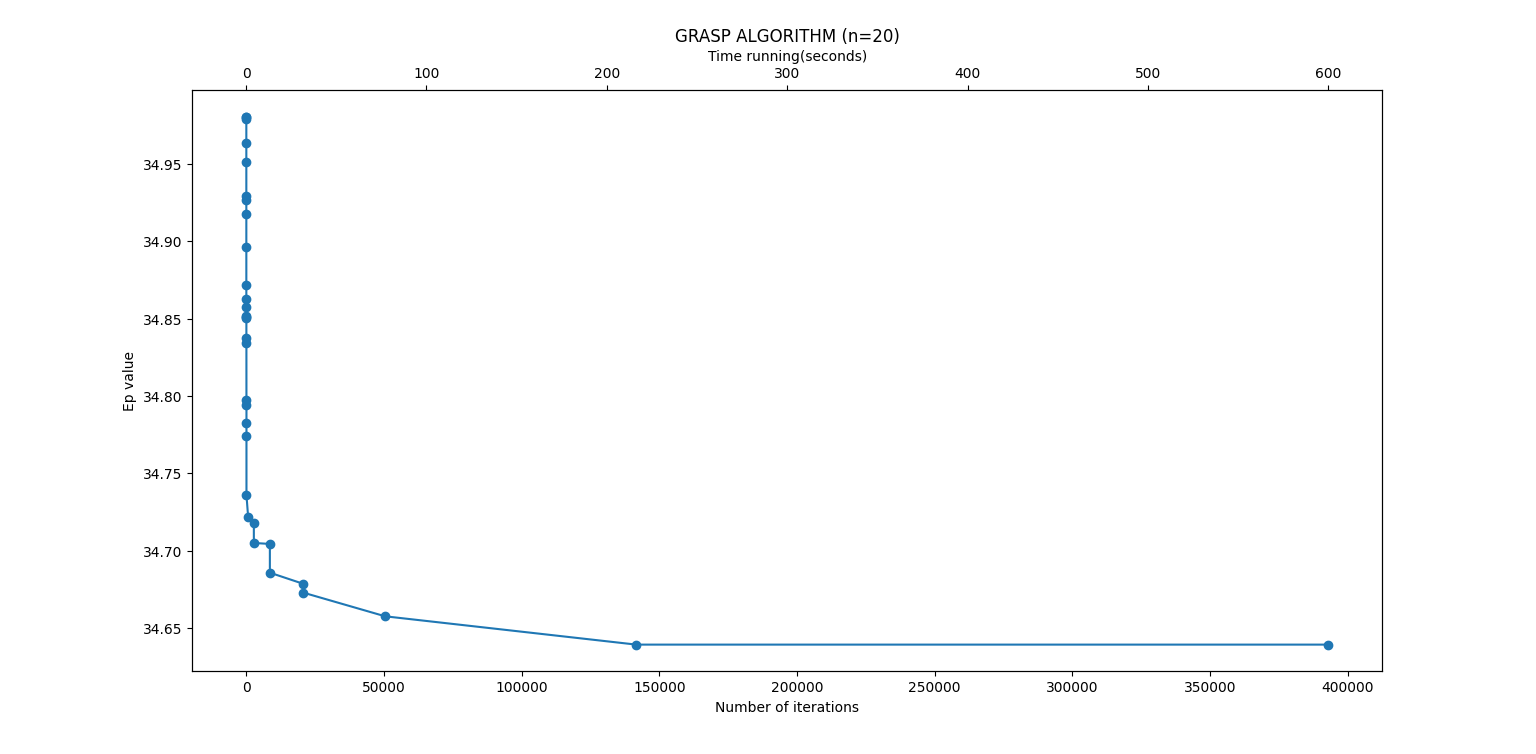 GRASP ALGORITHM (n=20)
Time running(seconds)
0 100 200 300 400 500 600
34.95
34.90
34.85
34.80
34.75
34.70
34.65
Ep value
0 50000 100000 150000 200000 250000 300000 350000 400000
Number of iterations